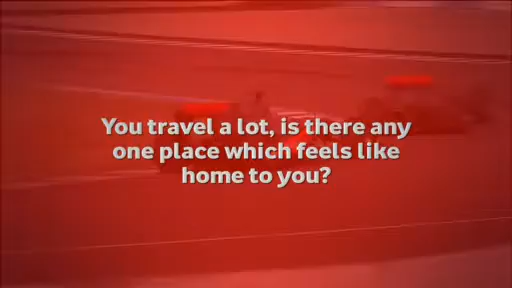 You travel a lot, is there any
one place which feels like
home to you?